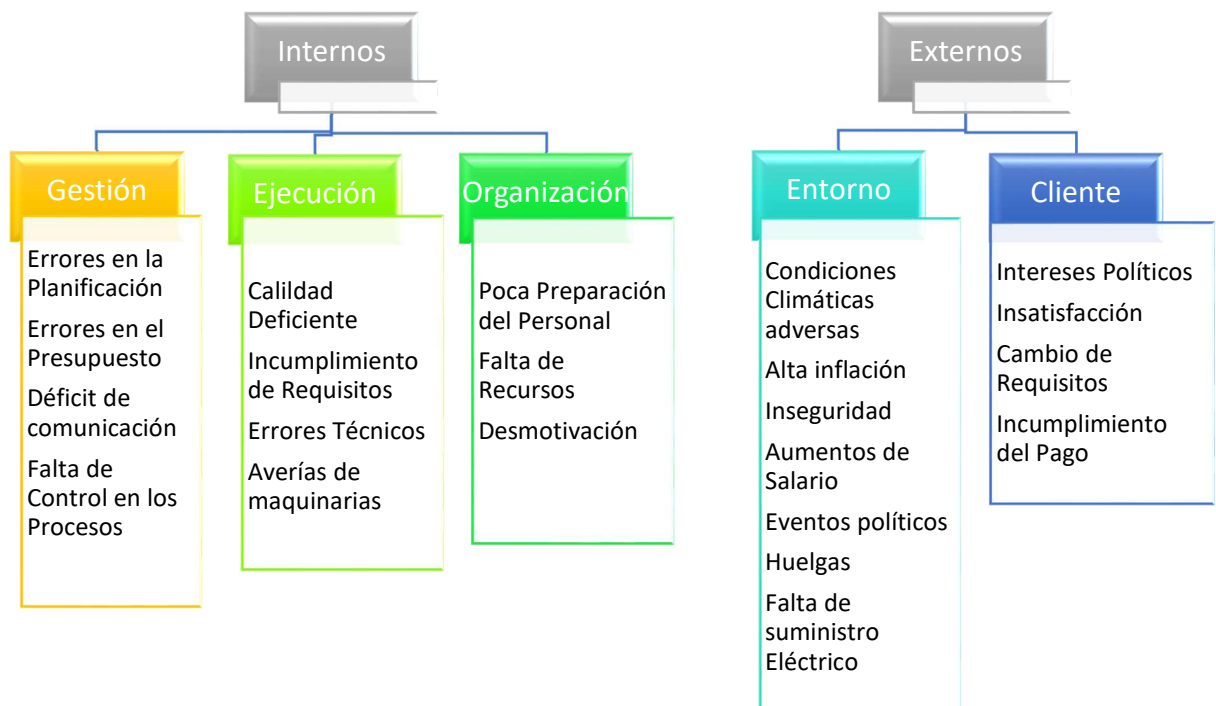 Internos
Externos
Gestión
Errores en la
Planificación
Errores en el
Presupuesto
Déficit de
comunicación
Falta de
Control en los
Procesos
Ejecución
Calildad
Deficiente
Incumplimiento
de Requisitos
Errores Técnicos
Averías de
maquinarias
Organización
Poca Preparación
del Personal
Falta de
Recursos
Desmotivación
Entorno
Condiciones
Climáticas
adversas
Alta inflación
Inseguridad
Aumentos de
Salario
Eventos políticos
Huelgas
Falta de
suministro
Eléctrico
Cliente
Intereses Políticos
Insatisfacción
Cambio de
Requisitos
Incumplimiento
del Pago